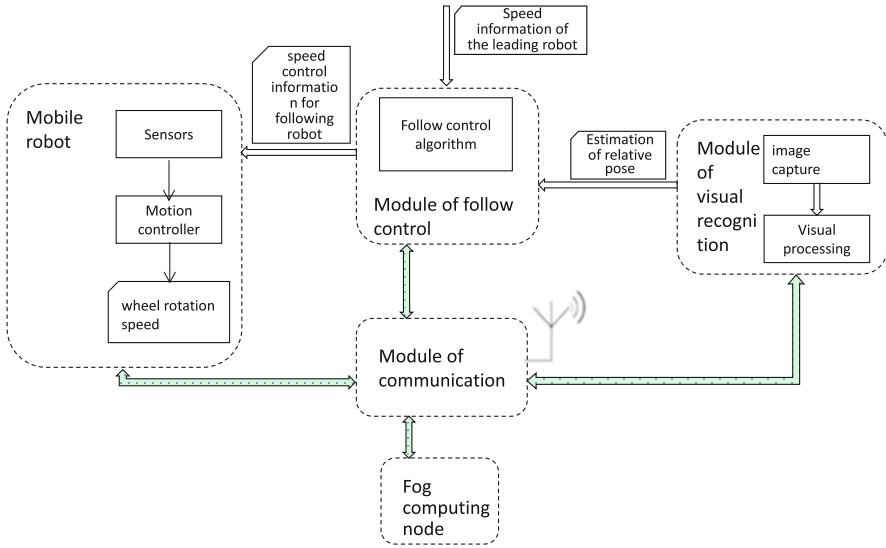 Speed
information of
the leading robot
speed
control
informatio
n for
following
robot
Mobile
robot
Sensors
Motion
controller
wheel rotation
speed
Follow control
algorithm
Module of follow
control
Estimation
of relative
pose
Module
of
visual
recogni
tion
image
capture
Visual
processing
Module of
communication
Fog
computing
node